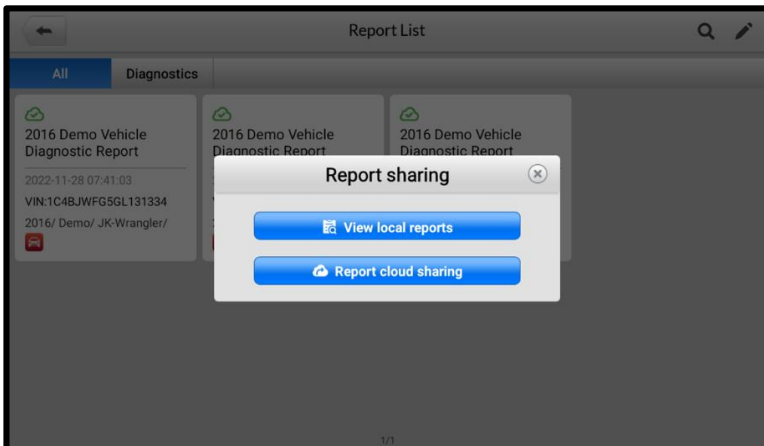 Report List
All
Diagnostics
2016 Demo Vehicle
Diagnostic Report
2022-11-28 07:41:03
VIN:1C4BJWFG5GL131334
2016/ Demo/ JK-Wrangler/
2016 Demo Vehicle
Diagnostic Report
2016 Demo Vehicle
Diagnostic Report
Report sharing
View local reports
Report cloud sharing
1/1